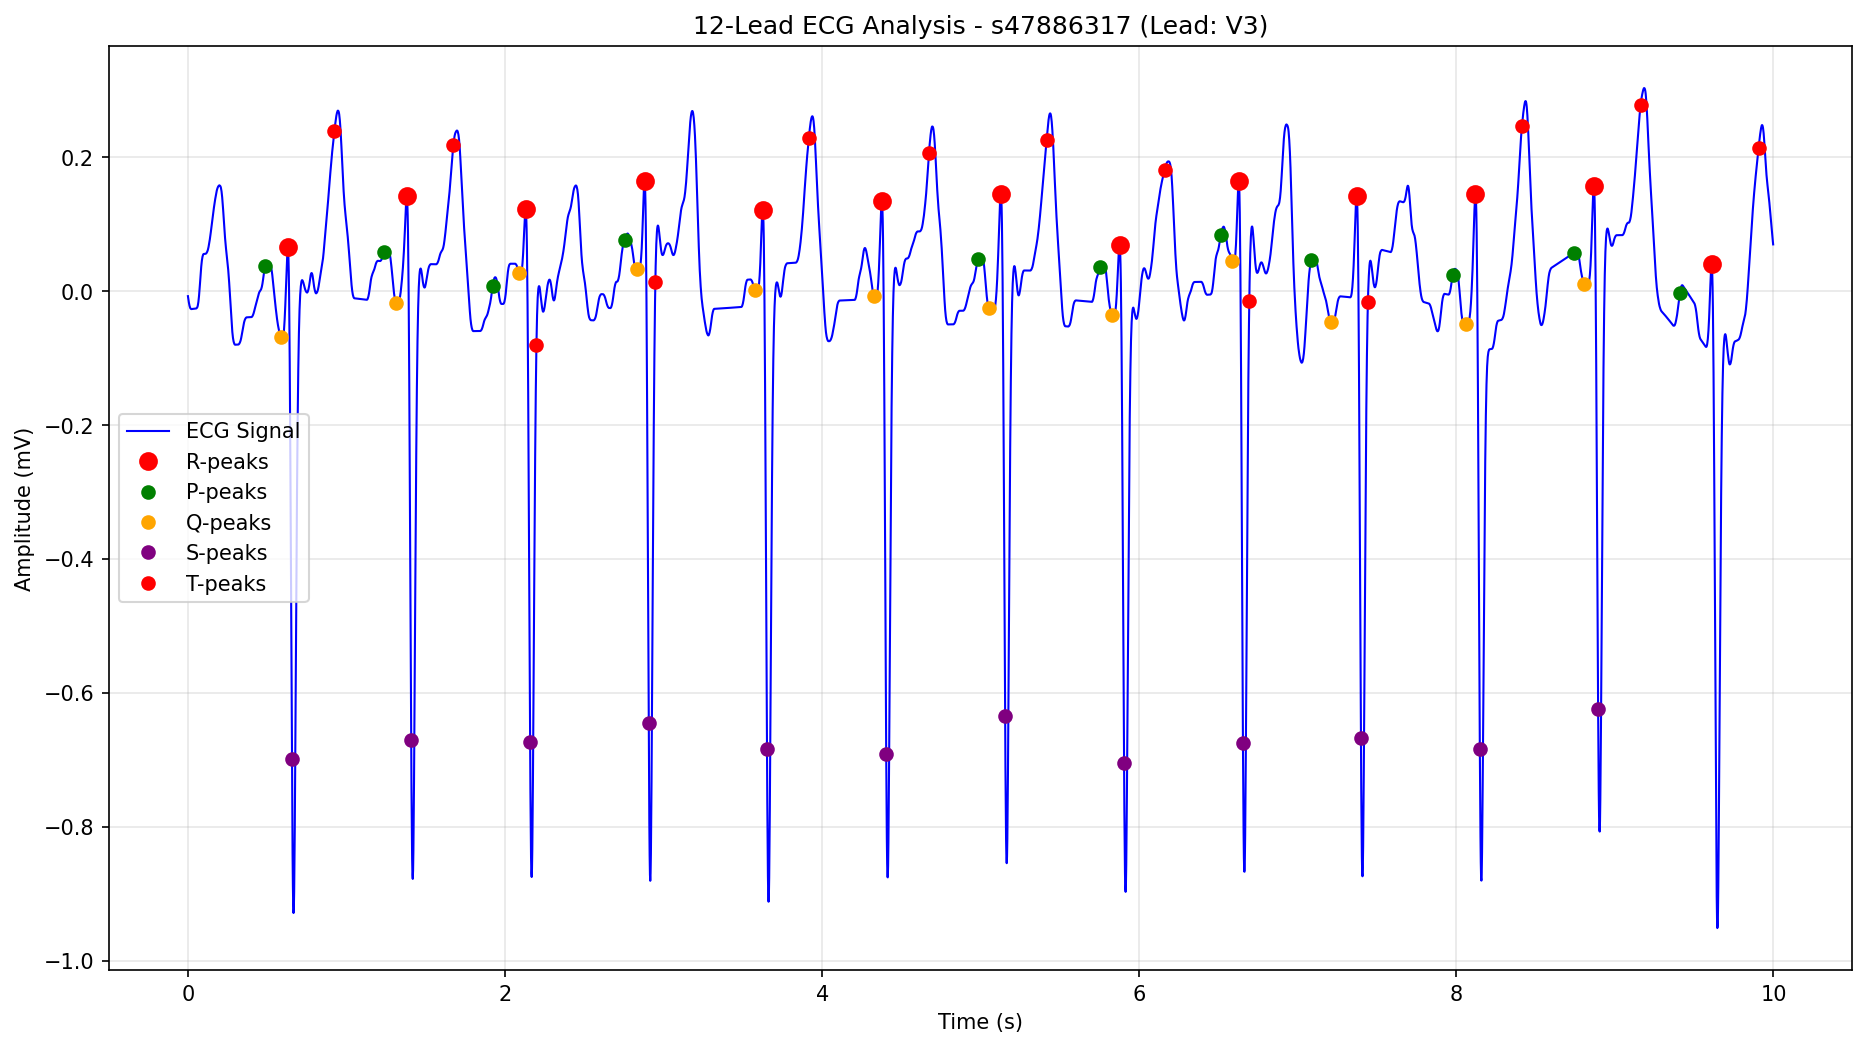 12-Lead ECG Analysis - s47886317 (Lead: V3)
0.2
0.0
−0.2
−0.4
−0.6
−0.8
−1.0
Amplitude (mV)
ECG Signal
R-peaks
P-peaks
Q-peaks
S-peaks
T-peaks
0 2 4 6 8 10
Time (s)